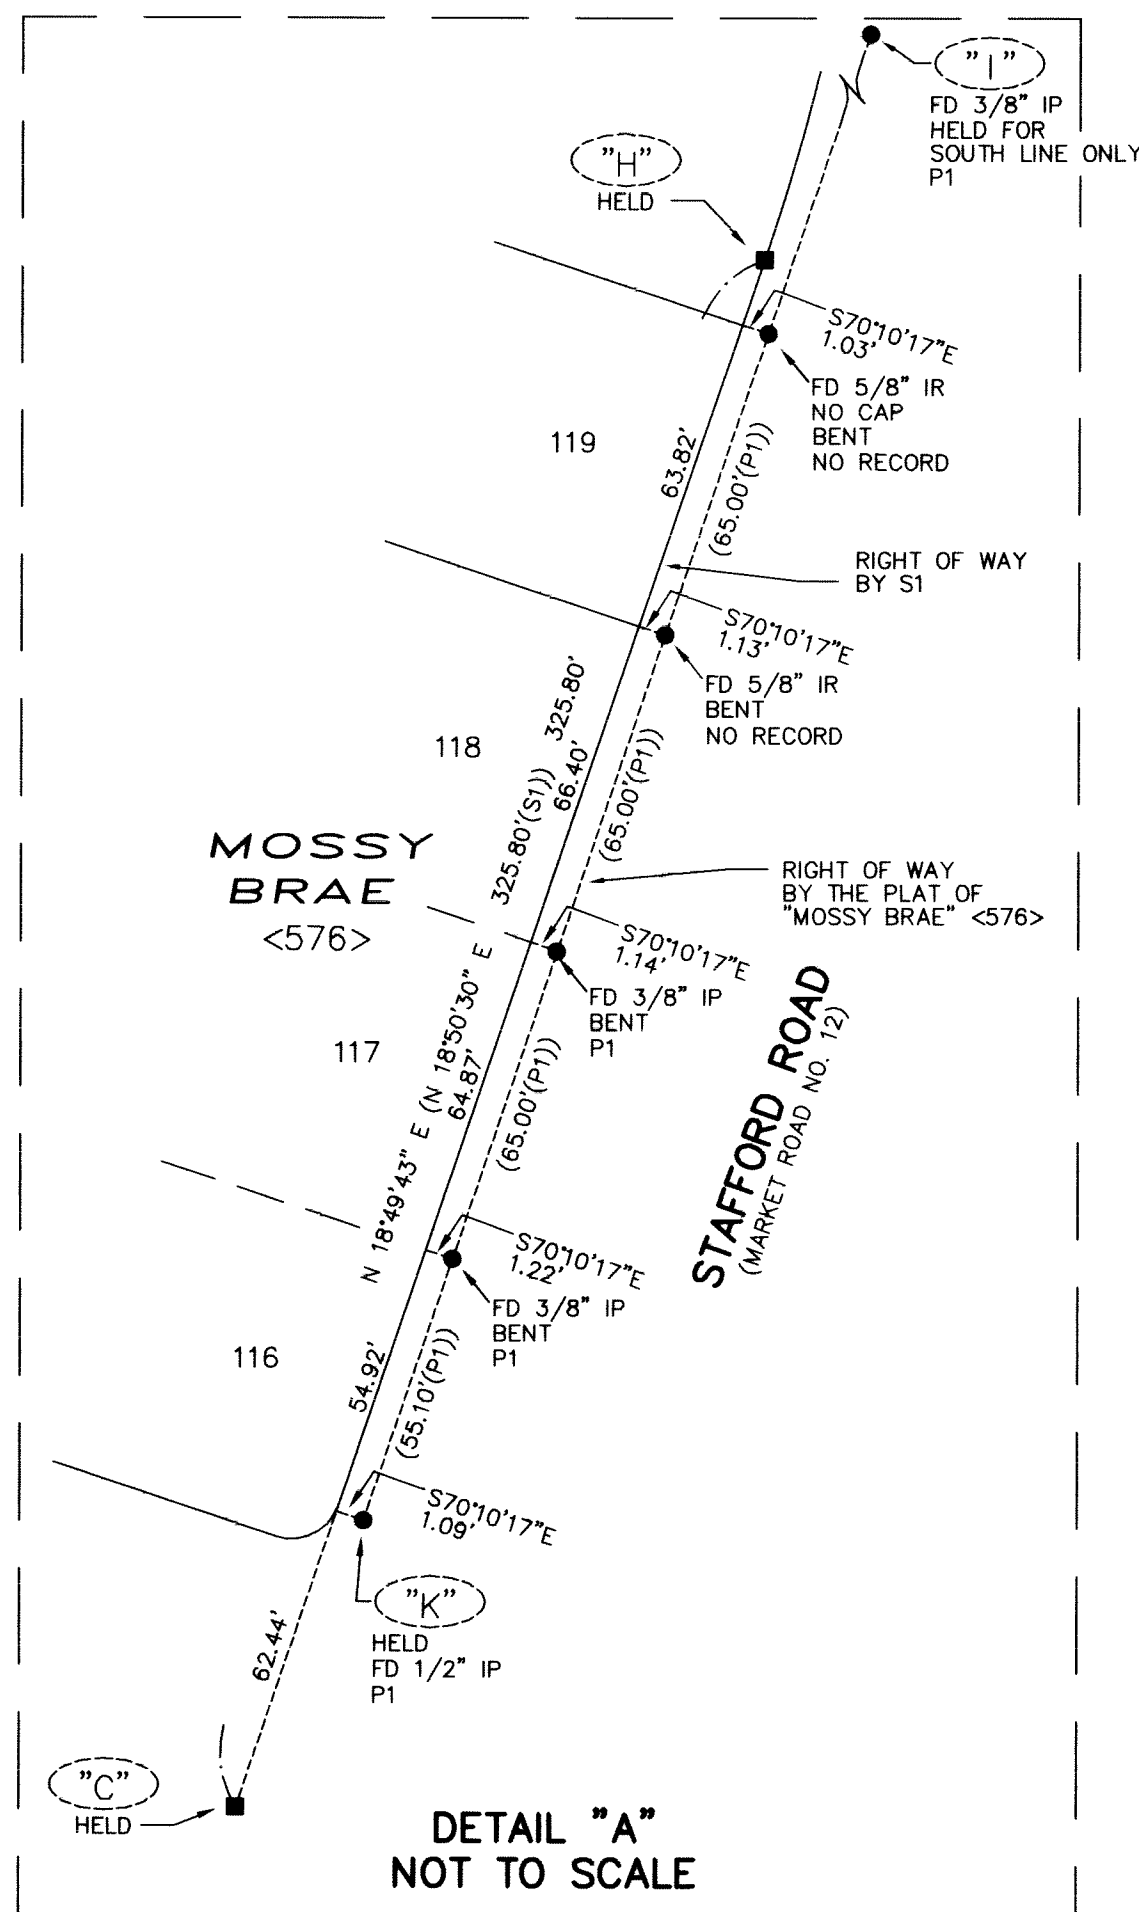 "I"
FD 3/8" IP
HELD FOR
SOUTH LINE ONLY
P1
"H"
HELD
S70°10'17"E
1.03'
FD 5/8" IR
NO CAP
BENT
NO RECORD
119
63.82'
(65.00'(P1))
RIGHT OF WAY
BY S1
S70°10'17"E
1.13'
FD 5/8" IR
BENT
NO RECORD
118
N 18°49'43" E (N 18°50'30" E 325.80'(S1)) 325.80'
66.40'
(65.00'(P1))
MOSSY
BRAE
<576>
RIGHT OF WAY
BY THE PLAT OF
"MOSSY BRAE" <576>
S70°10'17"E
1.14'
FD 3/8" IP
BENT
P1
117
64.87'
(65.00'(P1))
STAFFORD ROAD
(MARKET ROAD NO. 12)
S70°10'17"E
1.22'
FD 3/8" IP
BENT
P1
116
54.92'
(55.10'(P1))
S70°10'17"E
1.09'
"K"
HELD
FD 1/2" IP
P1
62.44'
"C"
HELD
DETAIL "A"
NOT TO SCALE